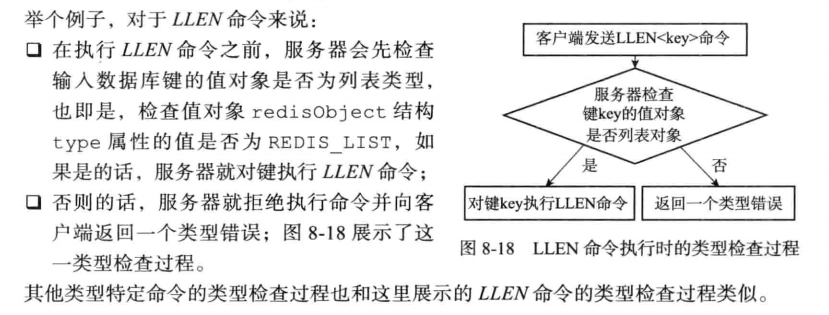 举个例子，对于 LLEN 命令来说：
❑ 在执行 LLEN 命令之前，服务器会先检查
输入数据库键的值对象是否为列表类型，
也即是，检查值对象 redisObject 结构
type 属性的值是否为 REDIS_LIST，如
果是的话，服务器就对键执行 LLEN 命令；
❑ 否则的话，服务器就拒绝执行命令并向客
户端返回一个类型错误；图 8-18 展示了这
一类型检查过程。
客户端发送LLEN<key>命令
服务器检查
键key的值对象
是否列表对象
是
否
对键key执行LLEN命令
返回一个类型错误
图 8-18 LLEN 命令执行时的类型检查过程
其他类型特定命令的类型检查过程也和这里展示的 LLEN 命令的类型检查过程类似。